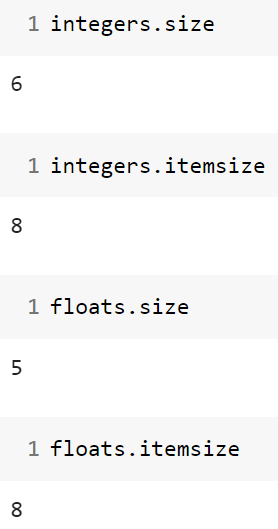 1 integers.size
6
1 integers.itemsize
8
1 floats.size
5
1 floats.itemsize
8